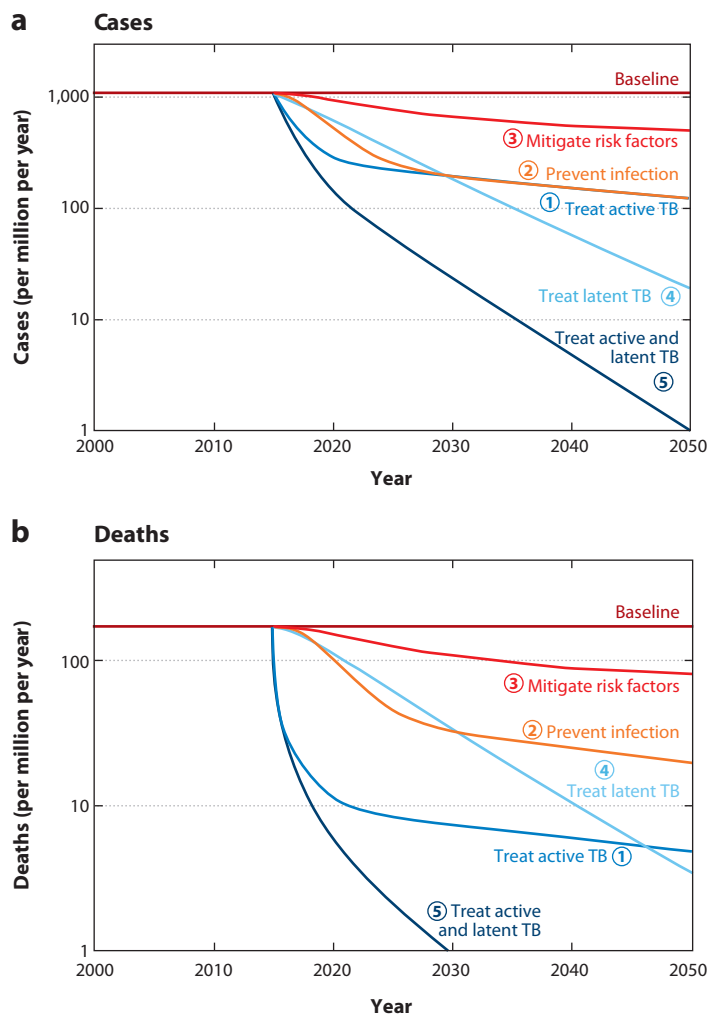 a Cases
Cases (per million per year)
1,000
100
10
1
Baseline
③ Mitigate risk factors
② Prevent infection
① Treat active TB
Treat latent TB ④
Treat active and
latent TB
⑤
2000 2010 2020 2030 2040 2050
Year
b Deaths
Deaths (per million per year)
100
10
1
Baseline
③ Mitigate risk factors
② Prevent infection
④
Treat latent TB
Treat active TB ①
⑤ Treat active
and latent TB
2000 2010 2020 2030 2040 2050
Year